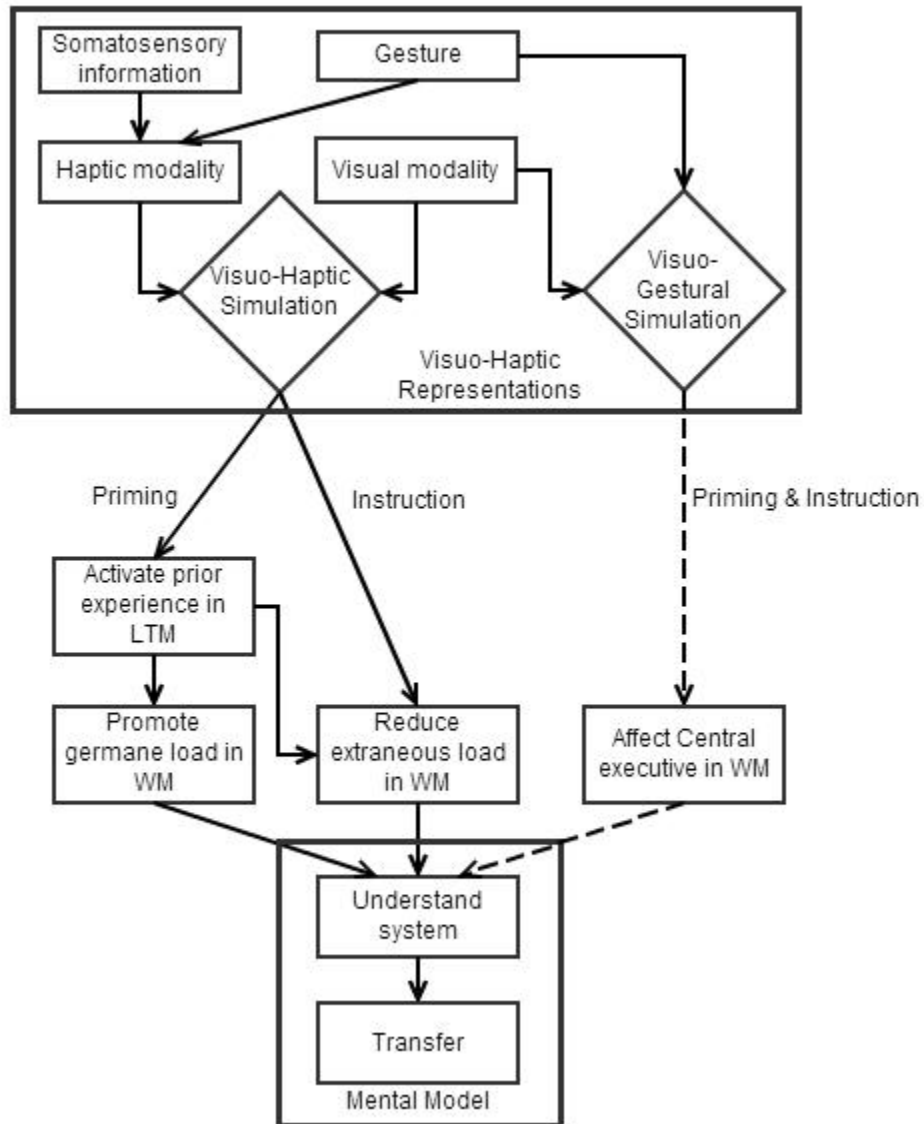 Somatosensory
information
Gesture
Haptic modality
Visual modality
Visuo-Haptic
Simulation
Visuo-
Gestural
Simulation
Visuo-Haptic
Representations
Priming
Instruction
Priming & Instruction
Activate prior
experience in
LTM
Promote
germane load in
WM
Reduce
extraneous load
in WM
Affect Central
executive in WM
Understand
system
Transfer
Mental Model